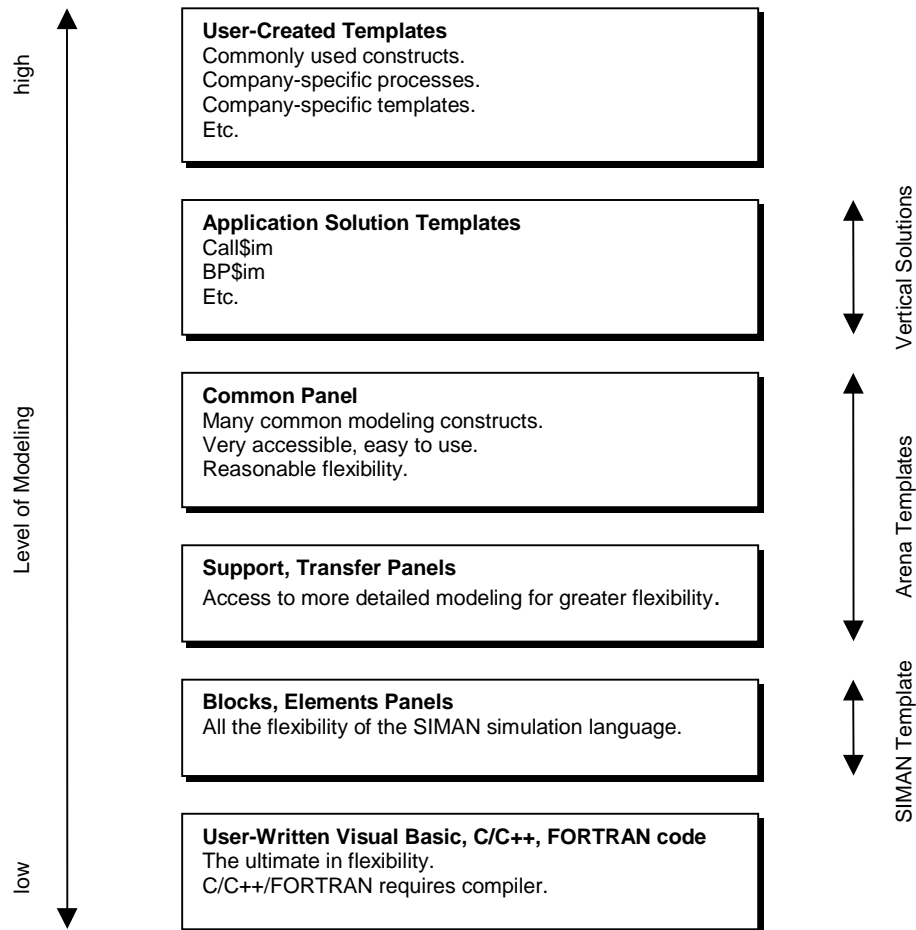 high
Level of Modeling
low
User-Created Templates
Commonly used constructs.
Company-specific processes.
Company-specific templates.
Etc.
Application Solution Templates
Call$im
BP$im
Etc.
Vertical Solutions
Common Panel
Many common modeling constructs.
Very accessible, easy to use.
Reasonable flexibility.
Arena Templates
Support, Transfer Panels
Access to more detailed modeling for greater flexibility.
Blocks, Elements Panels
All the flexibility of the SIMAN simulation language.
SIMAN Template
User-Written Visual Basic, C/C++, FORTRAN code
The ultimate in flexibility.
C/C++/FORTRAN requires compiler.